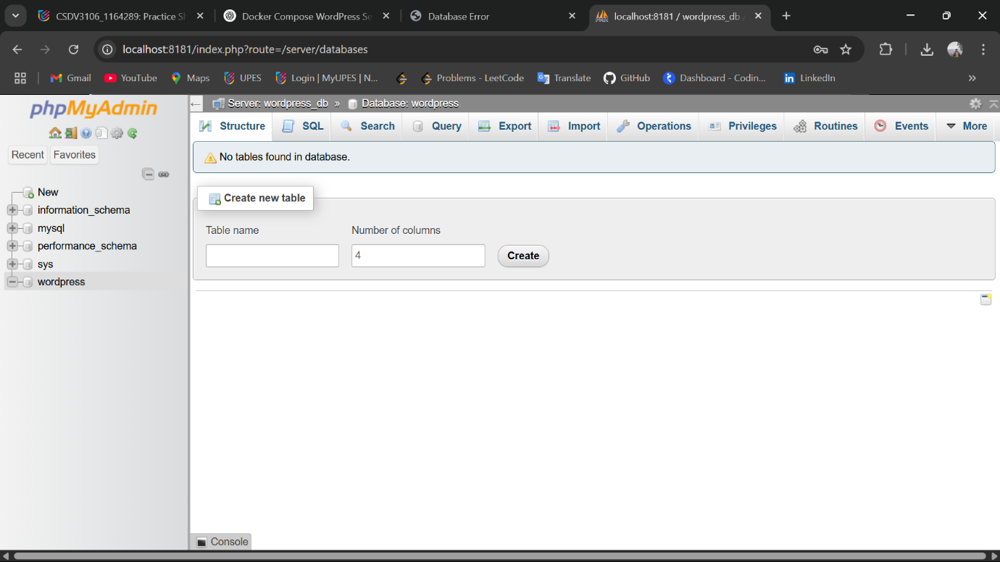 CSDV3106_1164289: Practice Sh
Docker Compose WordPress Se
Database Error
localhost:8181 / wordpress_db /
localhost:8181/index.php?route=/server/databases
Gmail
YouTube
Maps
UPES
Login | MyUPES | N...
Problems - LeetCode
Translate
GitHub
Dashboard - Codin...
LinkedIn
»
phpMyAdmin
Recent
Favorites
New
information_schema
mysql
performance_schema
sys
wordpress
Server: wordpress_db » Database: wordpress
Structure
SQL
Search
Query
Export
Import
Operations
Privileges
Routines
Events
More
No tables found in database.
Create new table
Table name
Number of columns
4
Create
Console